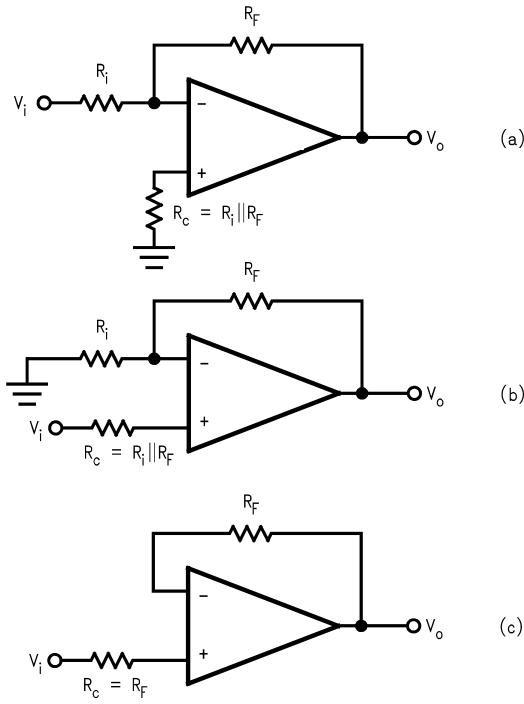 R_F
R_i
V_i
−
V_o
(a)
+
R_c = R_i||R_F
R_F
R_i
−
V_o
(b)
V_i
+
R_c = R_i||R_F
R_F
−
V_o
(c)
V_i
+
R_c = R_F